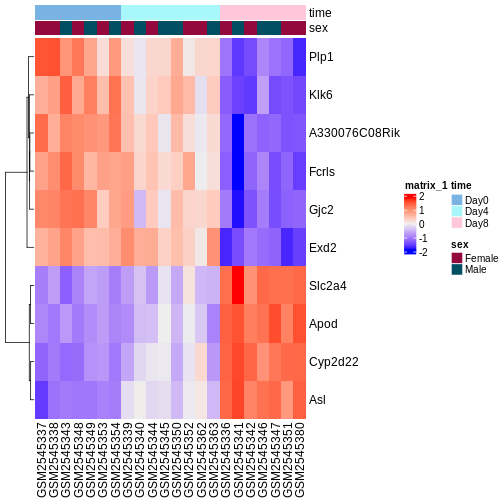 time
sex
Plp1
Klk6
A330076C08Rik
Fcrls
Gjc2
Exd2
Slc2a4
Apod
Cyp2d22
Asl
matrix_1
2
1
0
-1
-2
time
Day0
Day4
Day8
sex
Female
Male
GSM2545337
GSM2545338
GSM2545343
GSM2545348
GSM2545349
GSM2545353
GSM2545354
GSM2545339
GSM2545340
GSM2545344
GSM2545345
GSM2545350
GSM2545352
GSM2545362
GSM2545363
GSM2545336
GSM2545341
GSM2545342
GSM2545346
GSM2545347
GSM2545351
GSM2545380